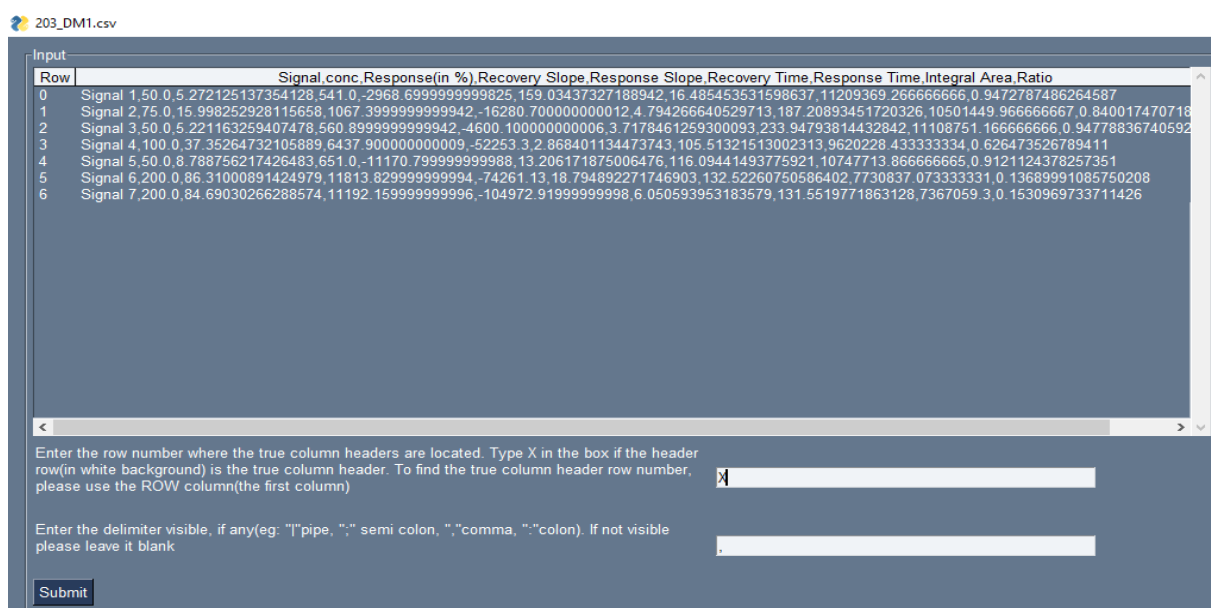 203_DM1.csv
Input
Row Signal,conc,Response(in %),Recovery Slope,Response Slope,Recovery Time,Response Time,Integral Area,Ratio
0 Signal 1,50.0,5.272125137354128,541.0,-2968.6999999999825,159.03437327188942,16.485453531598637,11209369.266666666,0.9472787486264587
1 Signal 2,75.0,15.998252928115658,1067.3999999999942,-16280.700000000012,4.794266640529713,187.20893451720326,10501449.966666667,0.840017470718
2 Signal 3,50.0,5.221163259407478,560.8999999999942,-4600.100000000006,3.7178461259300093,233.94793814432842,11108751.166666666,0.94778836740592
3 Signal 4,100.0,37.35264732105889,6437.900000000009,-52253.3,2.868401134473743,105.51321513002313,9620228.433333334,0.626473526789411
4 Signal 5,50.0,8.788756217426483,651.0,-11170.799999999988,13.206171875006476,116.09441493775921,10747713.866666665,0.9121124378257351
5 Signal 6,200.0,86.31000891424979,11813.829999999994,-74261.13,18.794892271746903,132.52260750586402,7730837.073333331,0.13689991085750208
6 Signal 7,200.0,84.69030266288574,11192.159999999996,-104972.91999999998,6.050593953183579,131.5519771863128,7367059.3,0.1530969733711426
Enter the row number where the true column headers are located. Type X in the box if the header
row(in white background) is the true column header. To find the true column header row number,
please use the ROW column(the first column)
X
Enter the delimiter visible, if any(eg: "|"pipe, ";" semi colon, ","comma, ":"colon). If not visible
please leave it blank
,
Submit